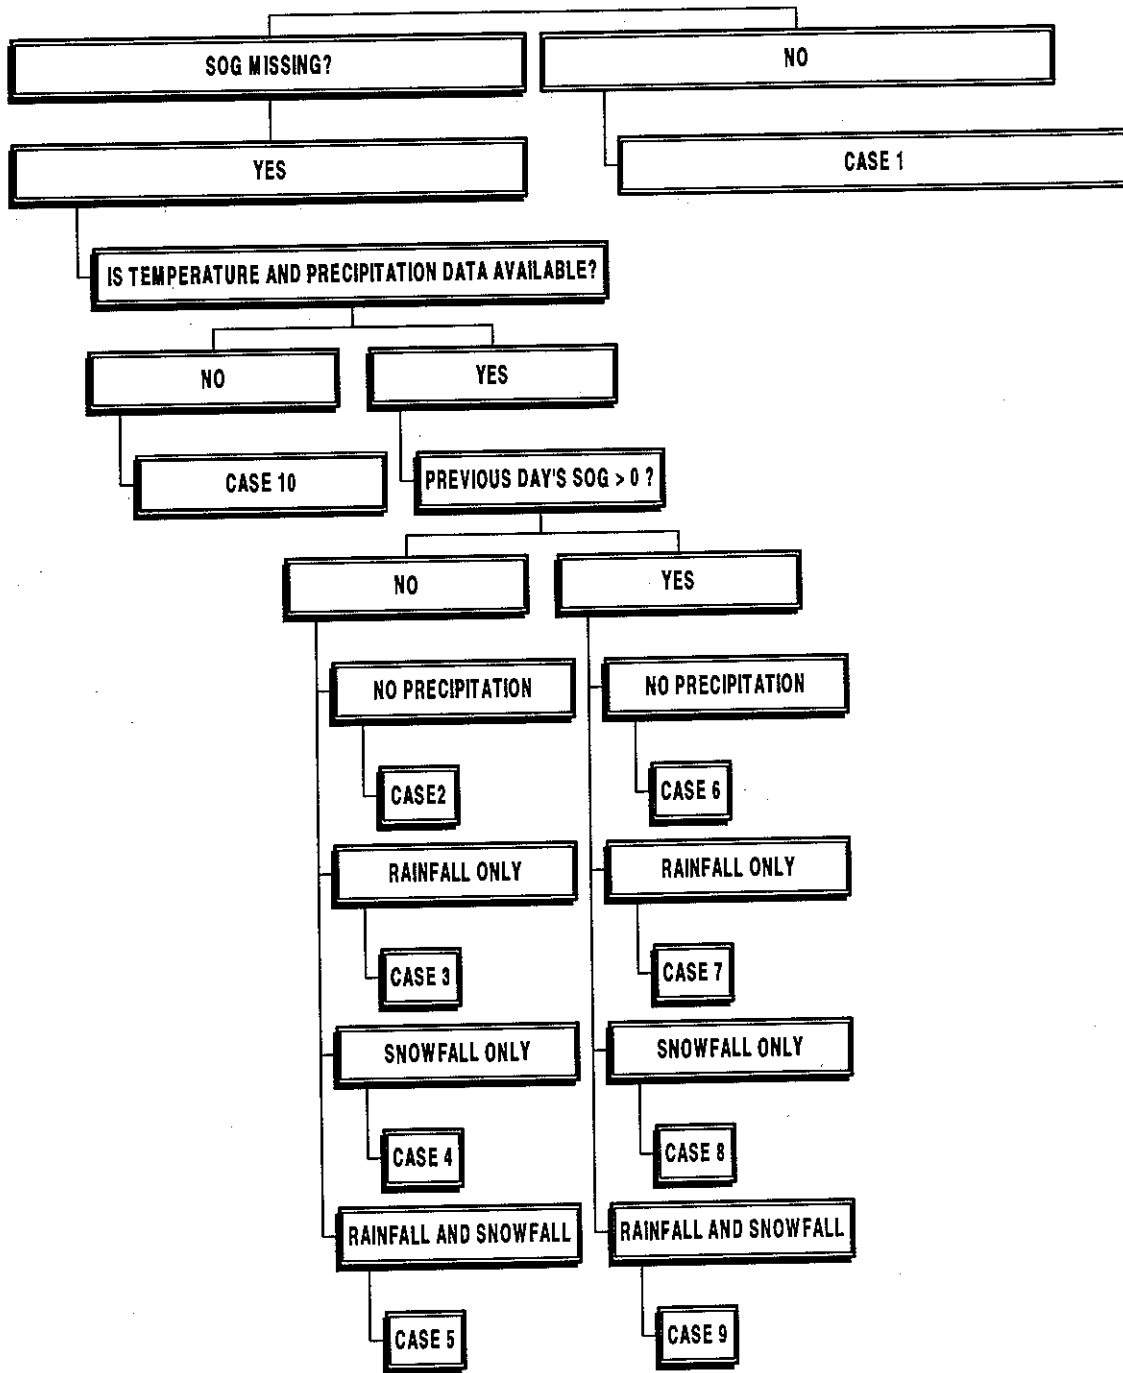 SOG MISSING?
NO
YES
CASE 1
IS TEMPERATURE AND PRECIPITATION DATA AVAILABLE?
NO
YES
CASE 10
PREVIOUS DAY'S SOG > 0 ?
NO
YES
NO PRECIPITATION
NO PRECIPITATION
CASE2
CASE 6
RAINFALL ONLY
RAINFALL ONLY
CASE 3
CASE 7
SNOWFALL ONLY
SNOWFALL ONLY
CASE 4
CASE 8
RAINFALL AND SNOWFALL
RAINFALL AND SNOWFALL
CASE 5
CASE 9